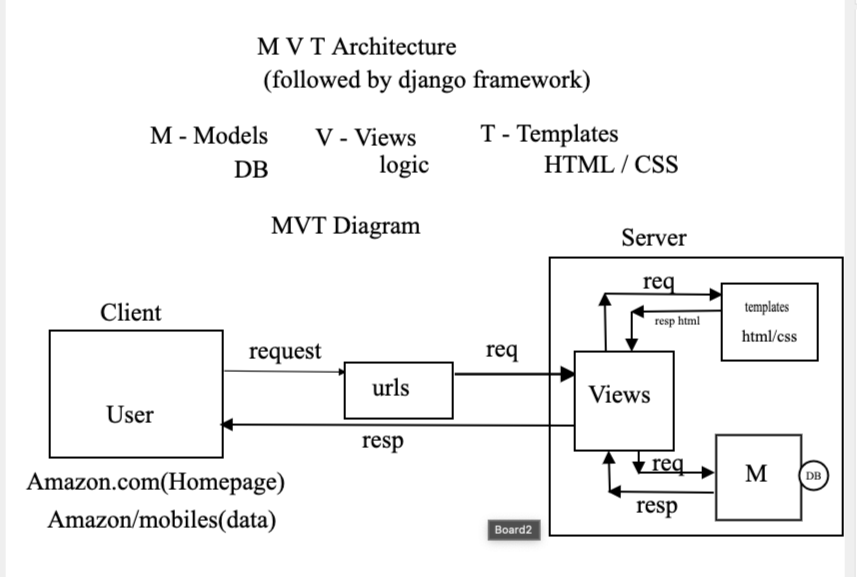 M V T Architecture
(followed by django framework)
M - Models V - Views T - Templates
DB logic HTML / CSS
MVT Diagram
Server
Client
req
templates
resp html
html/css
request
req
urls
Views
User
resp
req
M
DB
resp
Amazon.com(Homepage)
Amazon/mobiles(data)
Board2